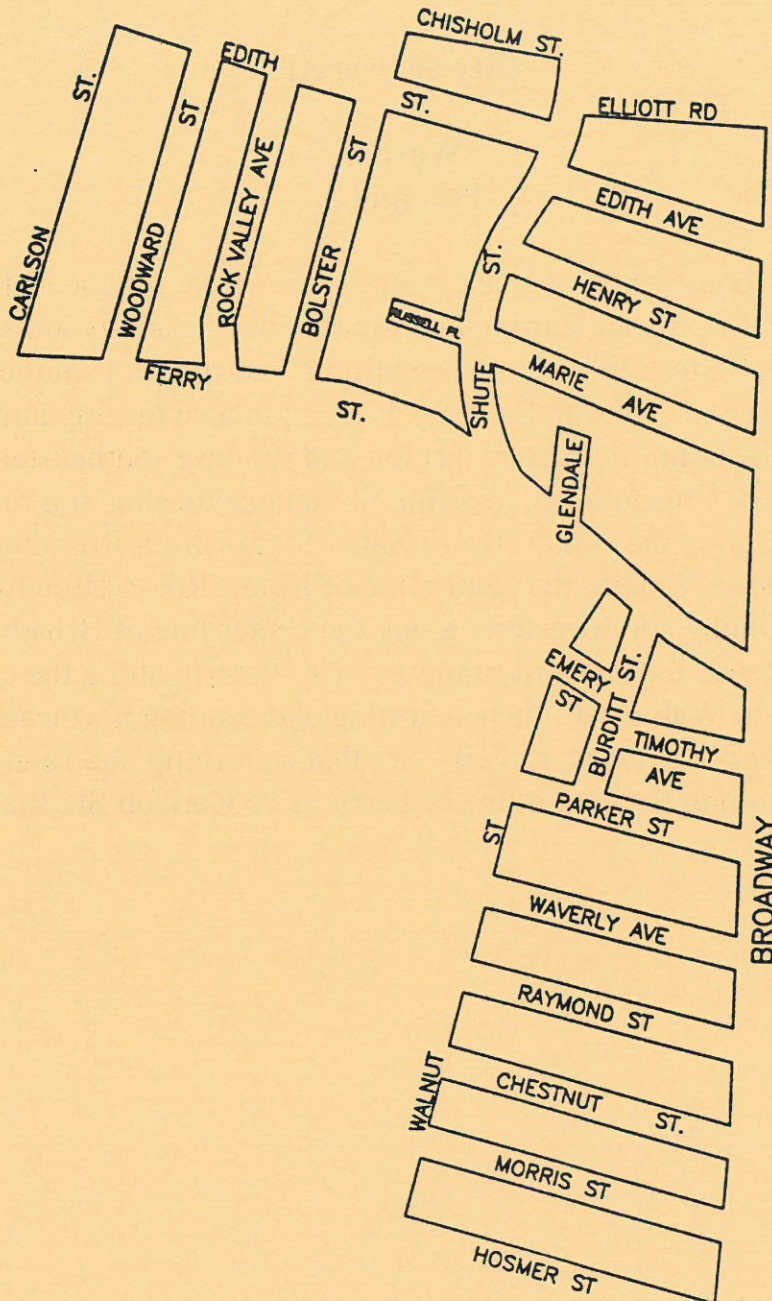 CHISHOLM ST.
EDITH ST.
ELLIOTT RD
CARLSON ST.
WOODWARD ST
ROCK VALLEY AVE
BOLSTER ST
EDITH AVE
SHUTE ST.
HENRY ST
RUSSELL PL
MARIE AVE
FERRY ST.
GLENDALE
EMERY ST
BURDITT ST.
TIMOTHY AVE
PARKER ST
BROADWAY
WALNUT ST
WAVERLY AVE
RAYMOND ST
CHESTNUT ST.
MORRIS ST
HOSMER ST